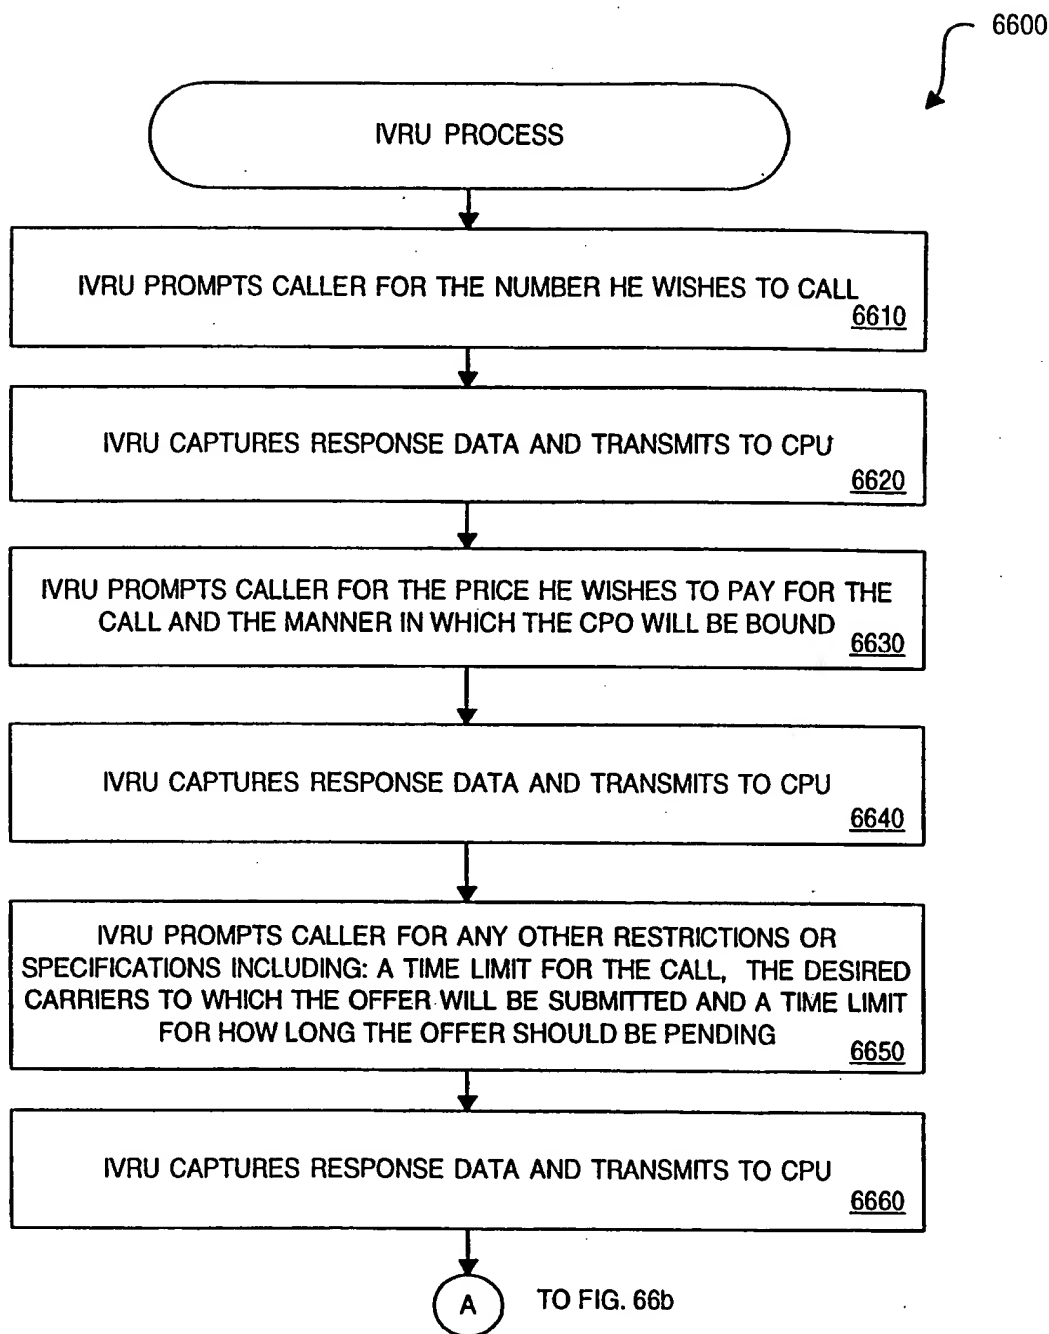 6600
IVRU PROCESS
IVRU PROMPTS CALLER FOR THE NUMBER HE WISHES TO CALL
6610
IVRU CAPTURES RESPONSE DATA AND TRANSMITS TO CPU
6620
IVRU PROMPTS CALLER FOR THE PRICE HE WISHES TO PAY FOR THE
CALL AND THE MANNER IN WHICH THE CPO WILL BE BOUND
6630
IVRU CAPTURES RESPONSE DATA AND TRANSMITS TO CPU
6640
IVRU PROMPTS CALLER FOR ANY OTHER RESTRICTIONS OR
SPECIFICATIONS INCLUDING: A TIME LIMIT FOR THE CALL, THE DESIRED
CARRIERS TO WHICH THE OFFER WILL BE SUBMITTED AND A TIME LIMIT
FOR HOW LONG THE OFFER SHOULD BE PENDING
6650
IVRU CAPTURES RESPONSE DATA AND TRANSMITS TO CPU
6660
A TO FIG. 66b